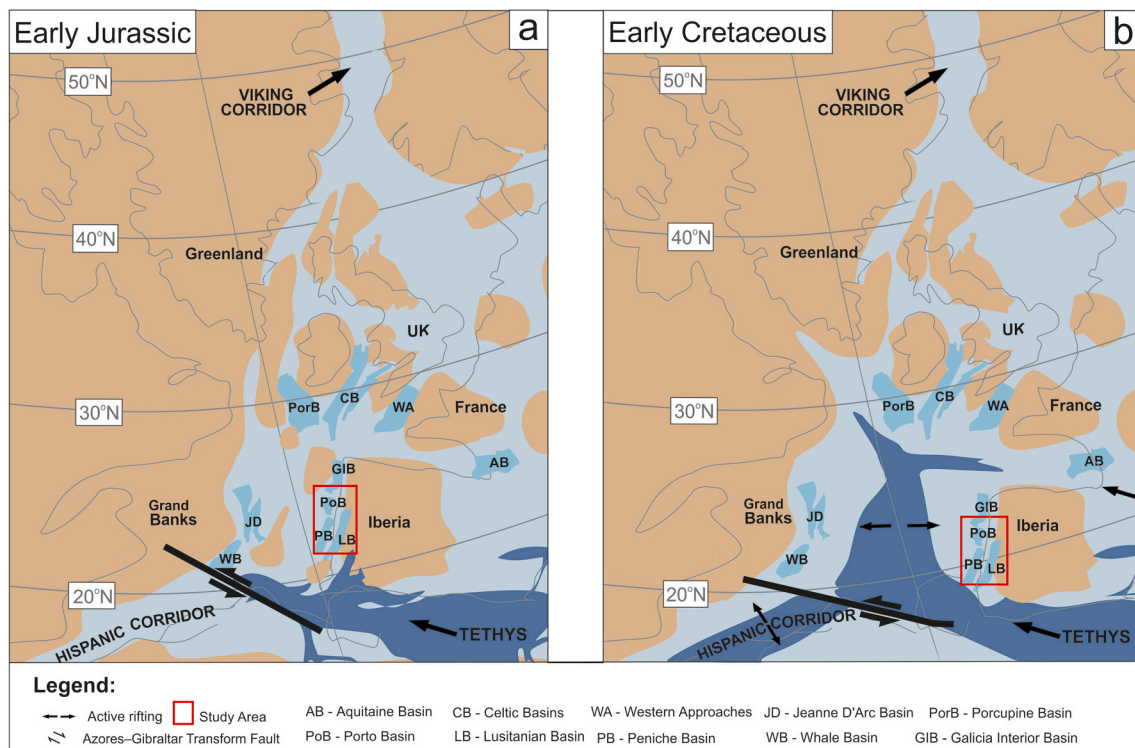 Early Jurassic
a
50°N
VIKING
CORRIDOR
40°N
Greenland
UK
30°N
PorB
CB
WA
France
AB
GIB
Grand
Banks
JD
PoB
Iberia
PB
LB
WB
20°N
HISPANIC CORRIDOR
TETHYS
Early Cretaceous
b
50°N
VIKING
CORRIDOR
40°N
Greenland
UK
30°N
PorB
CB
WA
France
AB
Grand
Banks
JD
GIB
Iberia
PoB
WB
PB
LB
20°N
HISPANIC CORRIDOR
TETHYS
Legend:
Active rifting
Study Area
AB - Aquitaine Basin
CB - Celtic Basins
WA - Western Approaches
JD - Jeanne D'Arc Basin
PorB - Porcupine Basin
Azores–Gibraltar Transform Fault
PoB - Porto Basin
LB - Lusitanian Basin
PB - Peniche Basin
WB - Whale Basin
GIB - Galicia Interior Basin